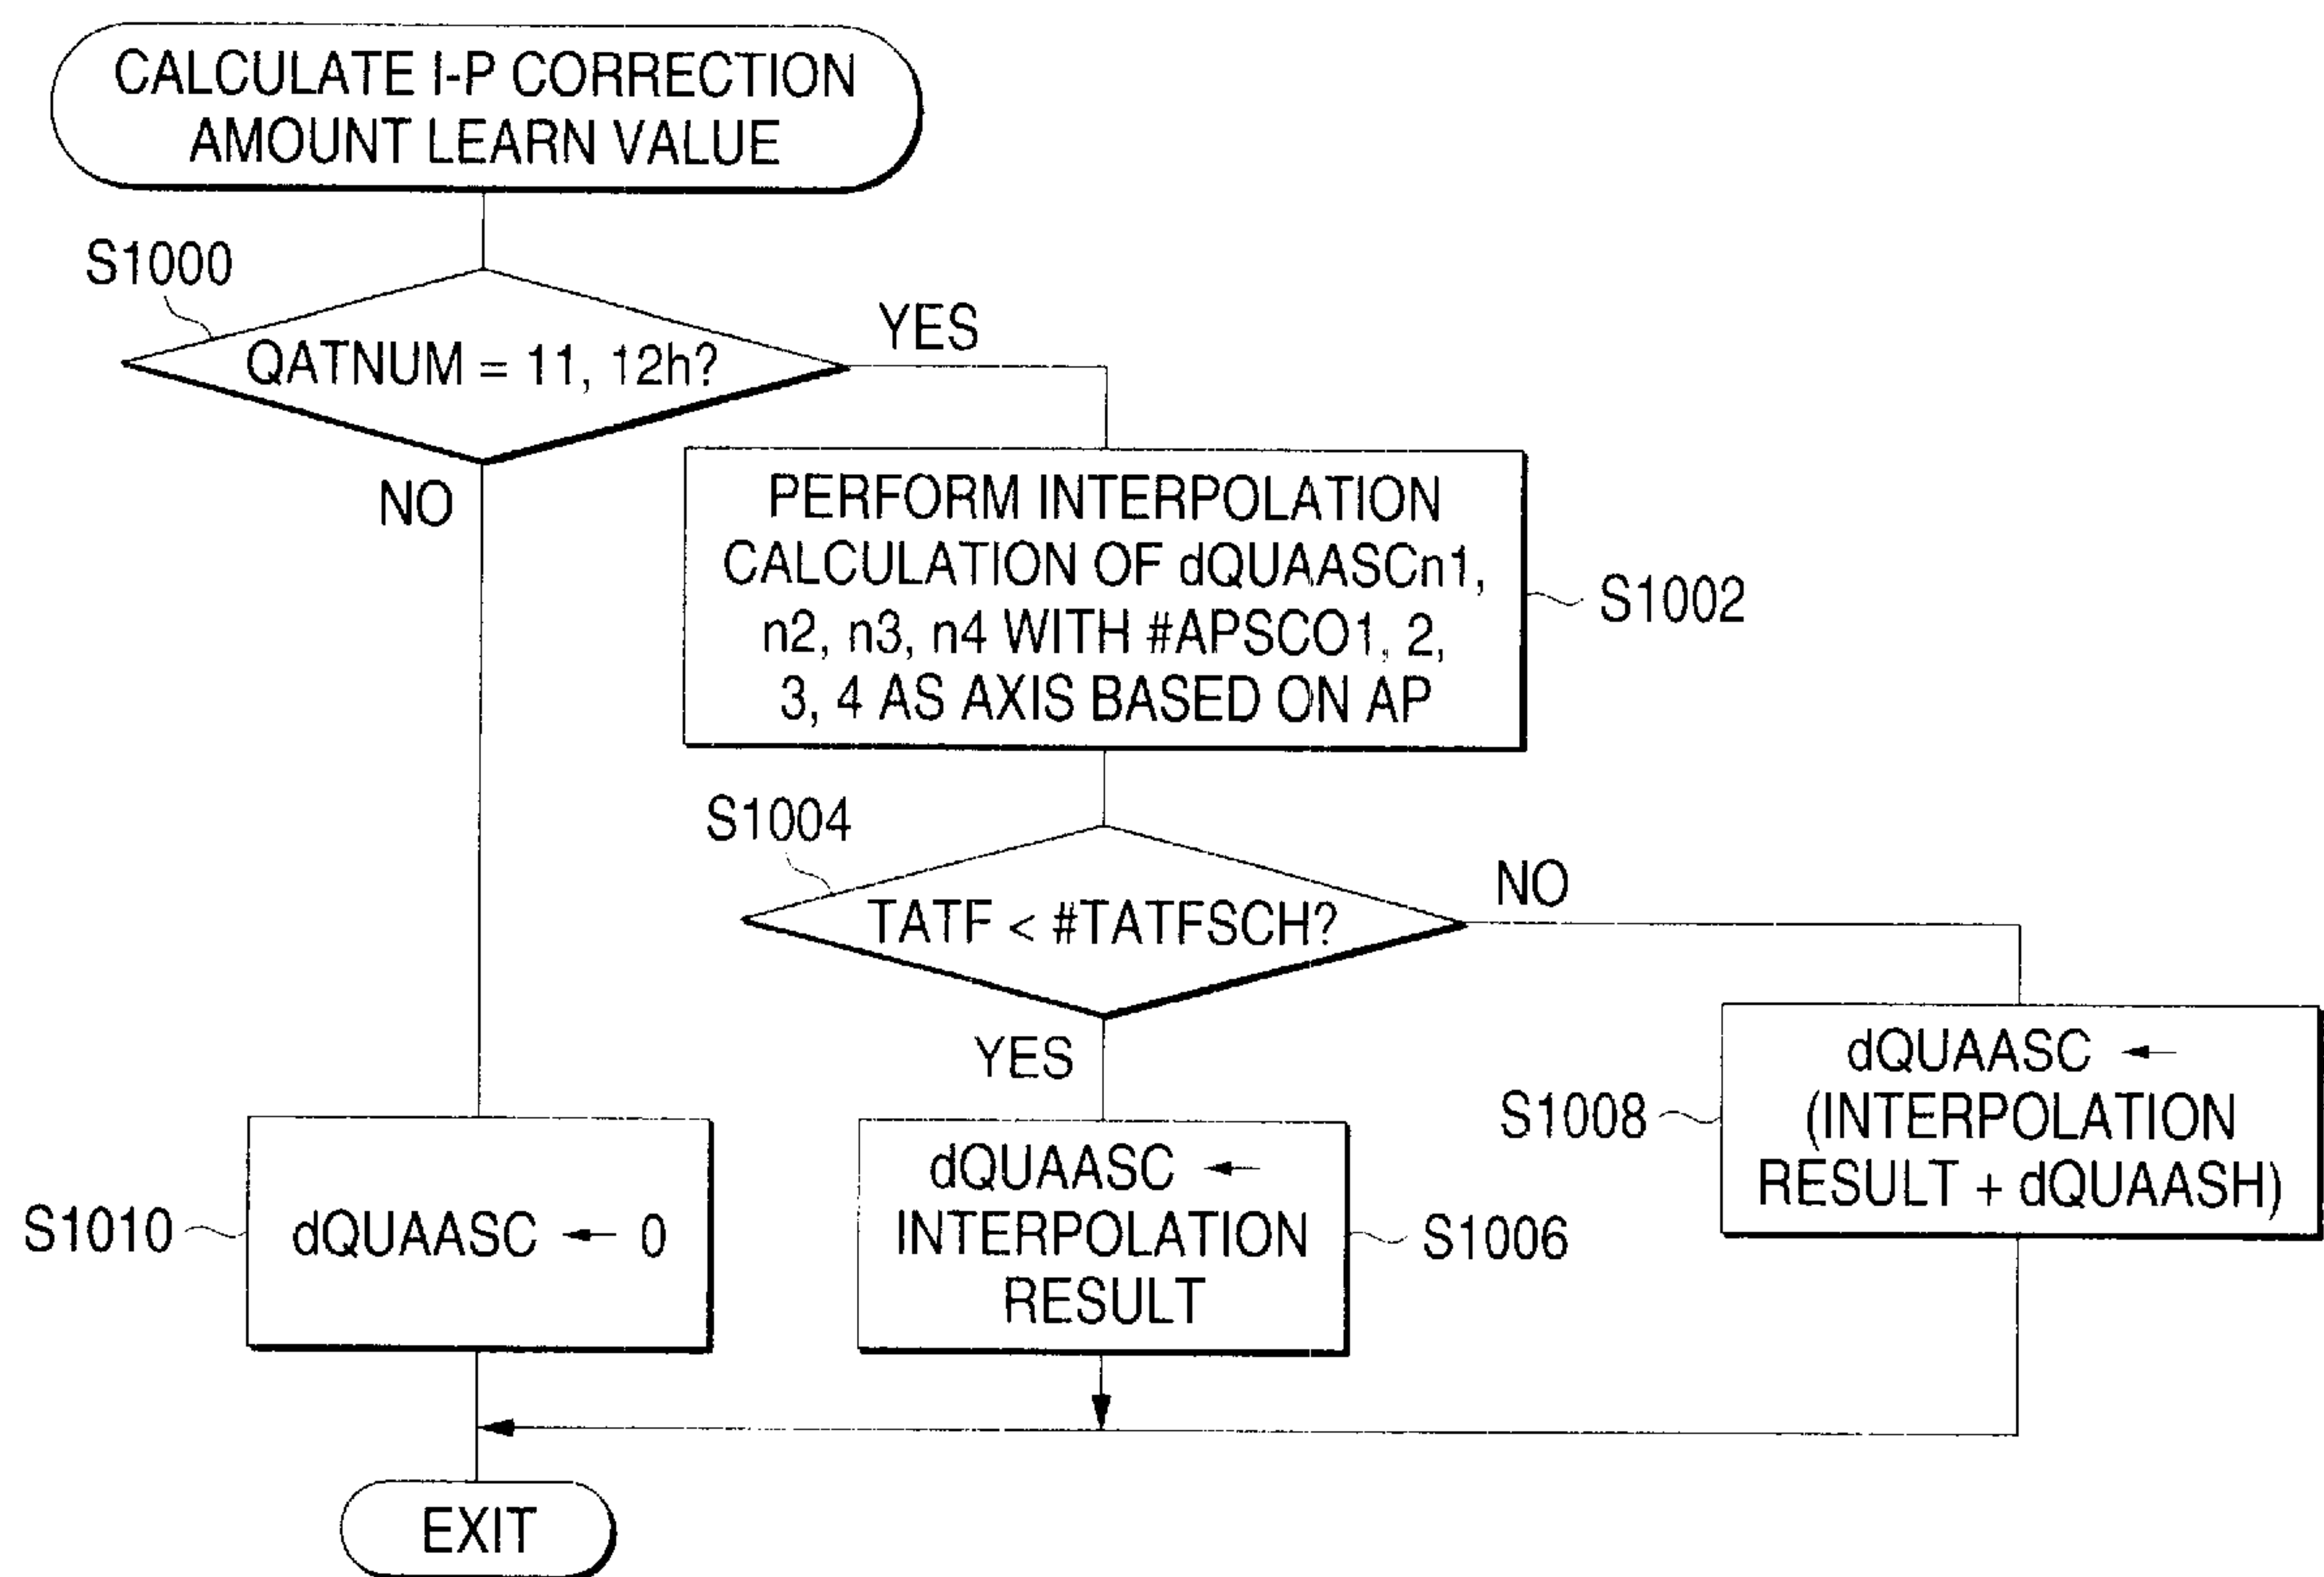 CALCULATE I-P CORRECTION
AMOUNT LEARN VALUE
S1000
QATNUM = 11, 12h?
YES
NO
PERFORM INTERPOLATION
CALCULATION OF dQUAASCn1,
n2, n3, n4 WITH #APSCO1, 2,
3, 4 AS AXIS BASED ON AP
S1002
S1004
TATF < #TATFSCH?
NO
YES
dQUAASC ←
(INTERPOLATION
RESULT + dQUAASH)
S1008
dQUAASC ←
INTERPOLATION
RESULT
S1006
S1010
dQUAASC ← 0
EXIT